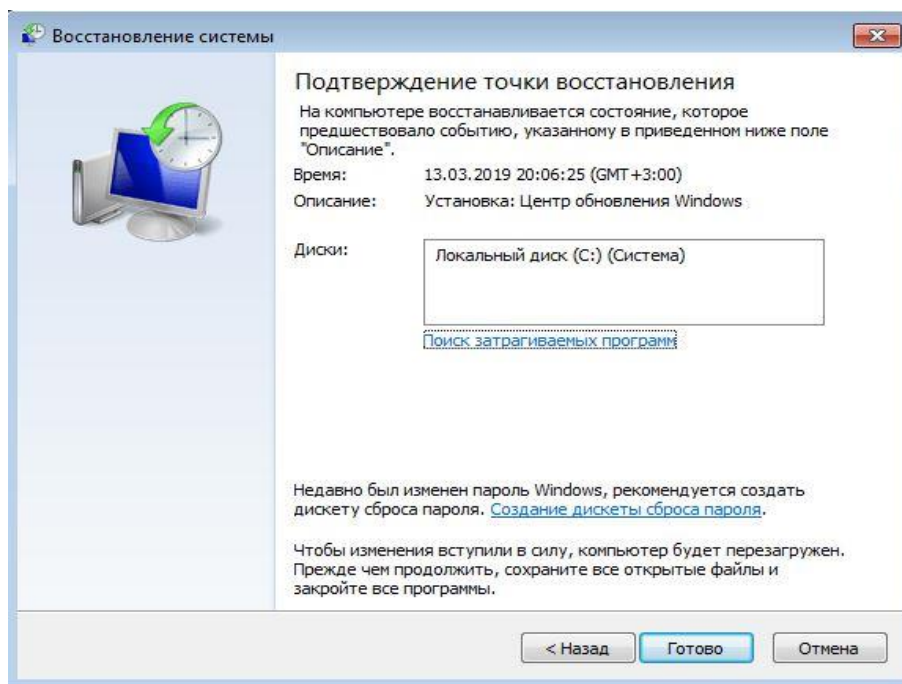 Восстановление системы
Подтверждение точки восстановления
На компьютере восстанавливается состояние, которое
предшествовало событию, указанному в приведенном ниже поле
"Описание".
Время: 13.03.2019 20:06:25 (GMT+3:00)
Описание: Установка: Центр обновления Windows
Диски: Локальный диск (C:) (Система)
Поиск затрагиваемых программ
Недавно был изменен пароль Windows, рекомендуется создать
дискету сброса пароля. Создание дискеты сброса пароля.
Чтобы изменения вступили в силу, компьютер будет перезагружен.
Прежде чем продолжить, сохраните все открытые файлы и
закройте все программы.
< Назад Готово Отмена